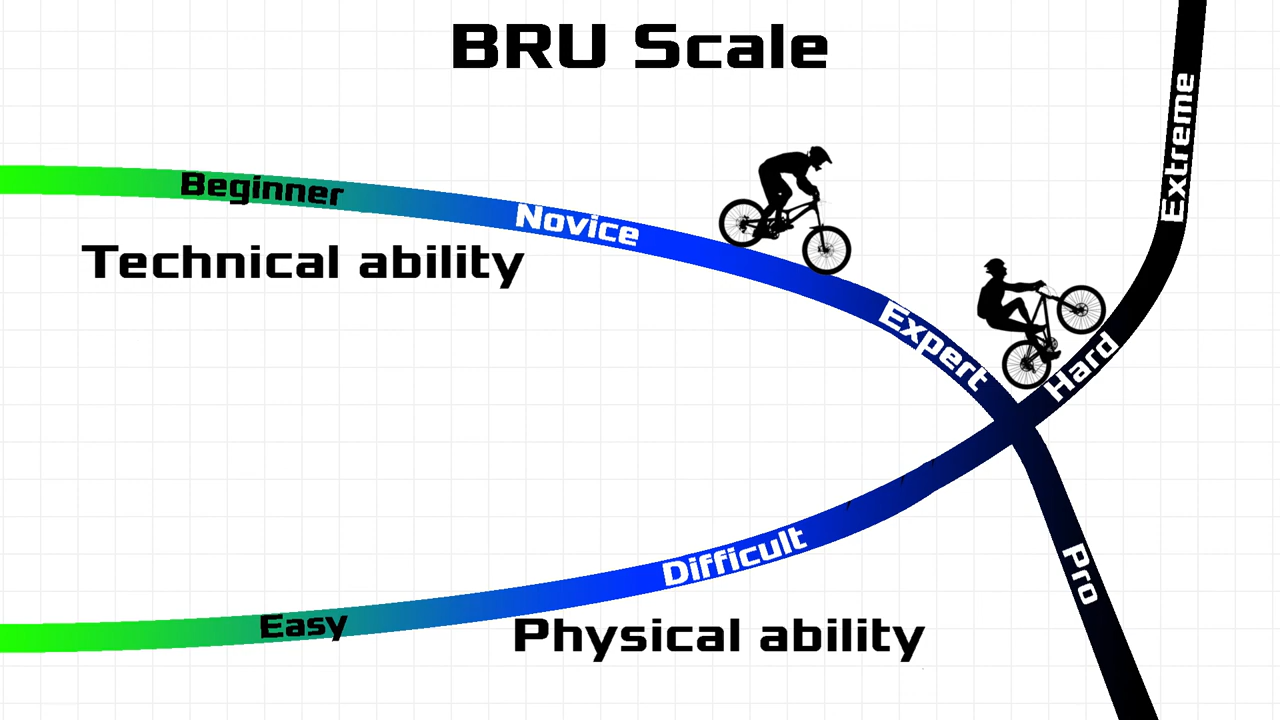 BRU Scale
Extreme
Beginner
Novice
Technical ability
Expert
Hard
Difficult
Pro
Easy
Physical ability